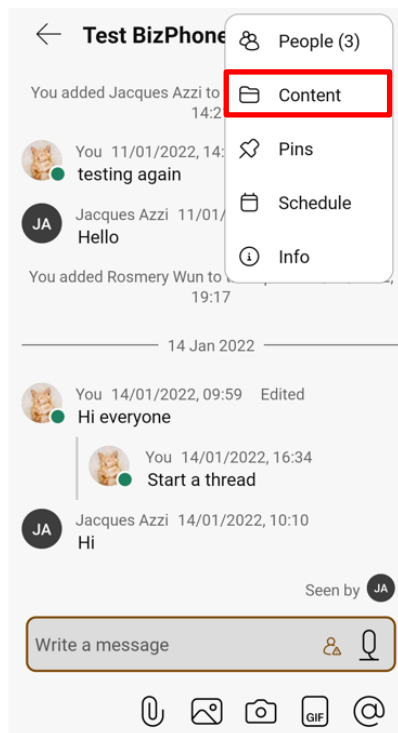 Test BizPhone
People (3)
You added Jacques Azzi to
Content
14:2
You 11/01/2022, 14:
Pins
testing again
Jacques Azzi 11/01/
Schedule
JA
Hello
Info
You added Rosmery Wun to
19:17
14 Jan 2022
You 14/01/2022, 09:59 Edited
Hi everyone
You 14/01/2022, 16:34
Start a thread
Jacques Azzi 14/01/2022, 10:10
JA
Hi
Seen by JA
Write a message
GIF